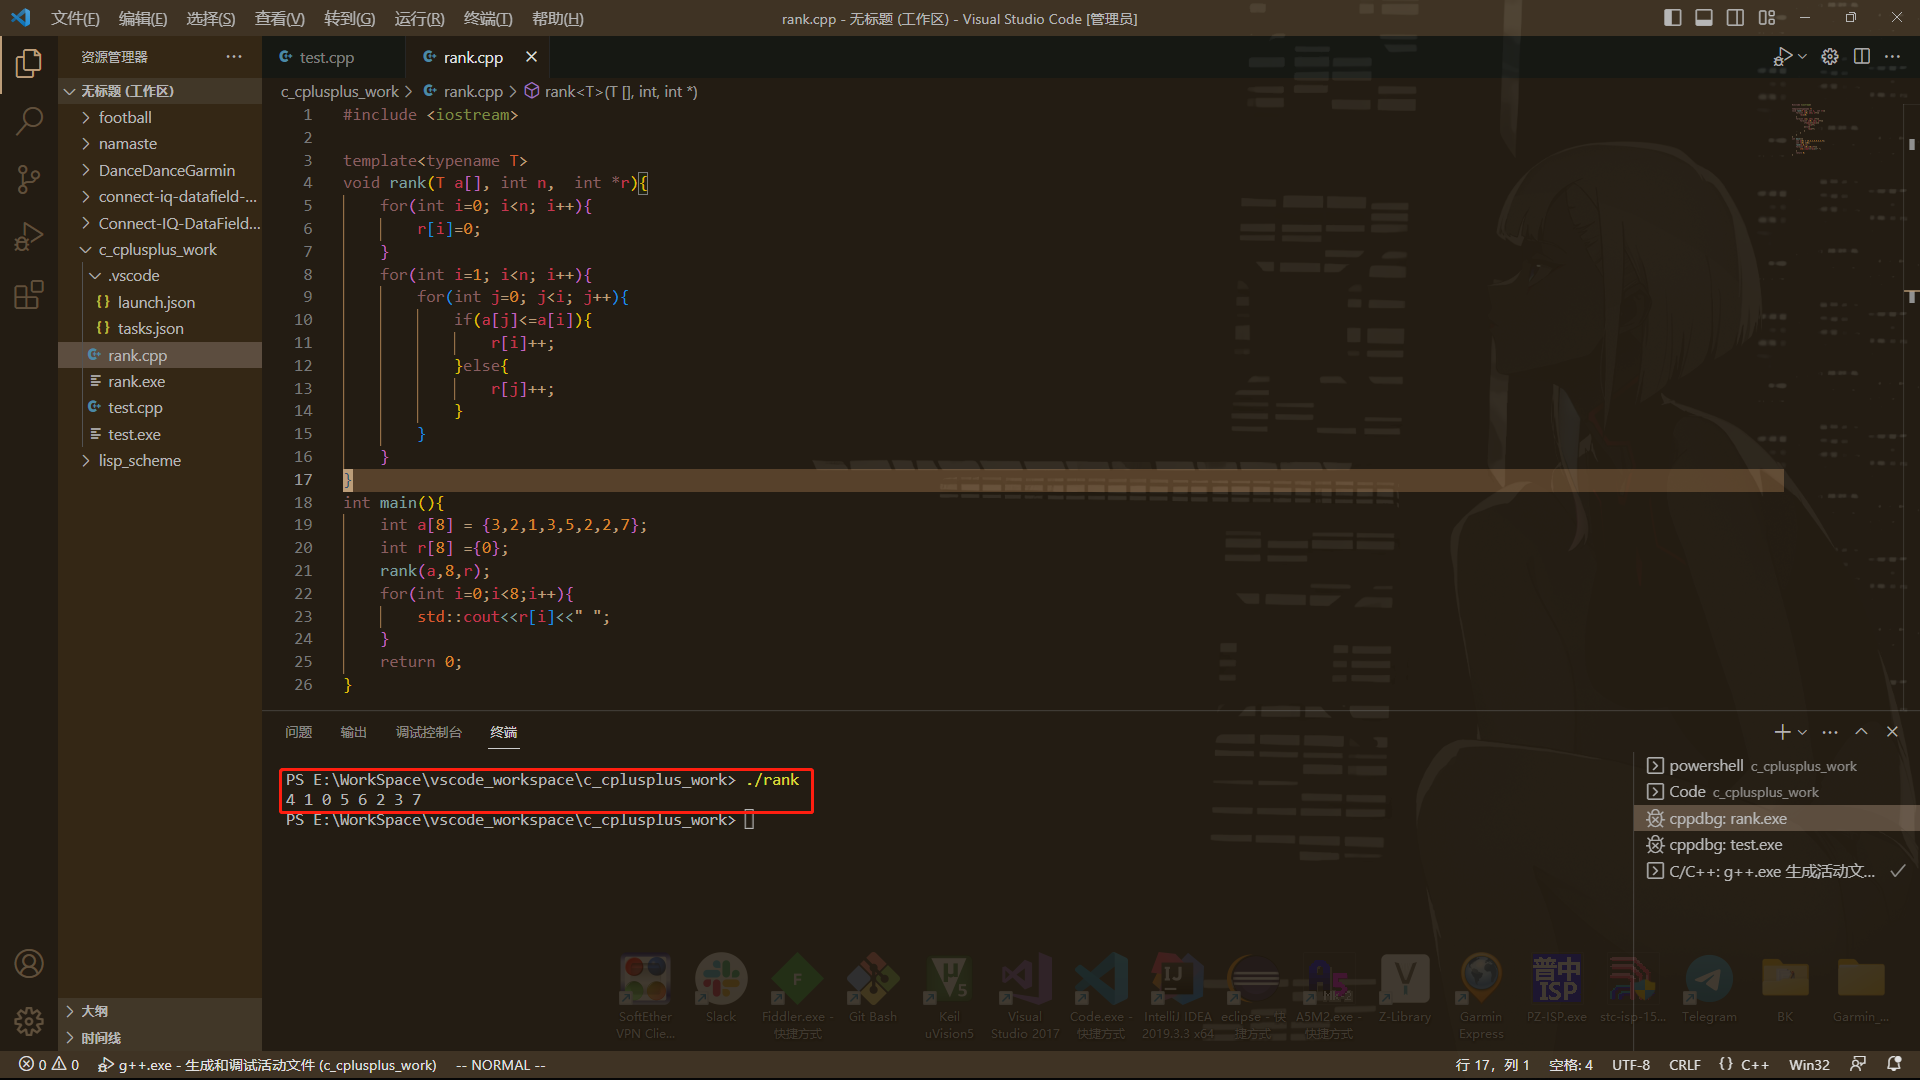 文件(F) 编辑(E) 选择(S) 查看(V) 转到(G) 运行(R) 终端(T) 帮助(H)
rank.cpp - 无标题 (工作区) - Visual Studio Code [管理员]
资源管理器
无标题 (工作区)
football
namaste
DanceDanceGarmin
connect-iq-datafield-...
Connect-IQ-DataField...
c_cplusplus_work
.vscode
launch.json
tasks.json
rank.cpp
rank.exe
test.cpp
test.exe
lisp_scheme
大纲
时间线
test.cpp rank.cpp
c_cplusplus_work > rank.cpp > rank<T>(T [], int, int *)
1 #include <iostream>
2
3 template<typename T>
4 void rank(T a[], int n,  int *r){
5 for(int i=0; i<n; i++){
6 r[i]=0;
7 }
8 for(int i=1; i<n; i++){
9 for(int j=0; j<i; j++){
10 if(a[j]<=a[i]){
11 r[i]++;
12 }else{
13 r[j]++;
14 }
15 }
16 }
17 }
18 int main(){
19 int a[8] = {3,2,1,3,5,2,2,7};
20 int r[8] ={0};
21 rank(a,8,r);
22 for(int i=0;i<8;i++){
23 std::cout<<r[i]<<" ";
24 }
25 return 0;
26 }
问题 输出 调试控制台 终端
PS E:\WorkSpace\vscode_workspace\c_cplusplus_work> ./rank
4 1 0 5 6 2 3 7
PS E:\WorkSpace\vscode_workspace\c_cplusplus_work>
powershell c_cplusplus_work
Code c_cplusplus_work
cppdbg: rank.exe
cppdbg: test.exe
C/C++: g++.exe 生成活动文...
SoftEther VPN Clie...
Slack
Fiddler.exe - 快捷方式
Git Bash
Keil uVision5
Visual Studio 2017
Code.exe - 快捷方式
IntelliJ IDEA 2019.3.3 x64
eclipse - 快捷方式
A5M2.exe - 快捷方式
Z-Library
Garmin Express
普中 ISP
PZ-ISP.exe
stc-isp-15...
Telegram
BK
Garmin_...
0 0 g++.exe - 生成和调试活动文件 (c_cplusplus_work) -- NORMAL --
行 17，列 1 空格: 4 UTF-8 CRLF {} C++ Win32